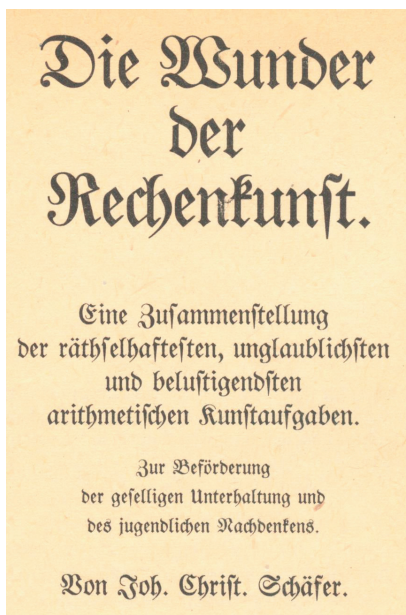 Die Wunder
der
Rechenkunst.
Eine Zusammenstellung
der räthselhaftesten, unglaublichsten
und belustigendsten
arithmetischen Kunstaufgaben.
Zur Beförderung
der geselligen Unterhaltung und
des jugendlichen Nachdenkens.
Von Joh. Christ. Schäfer.